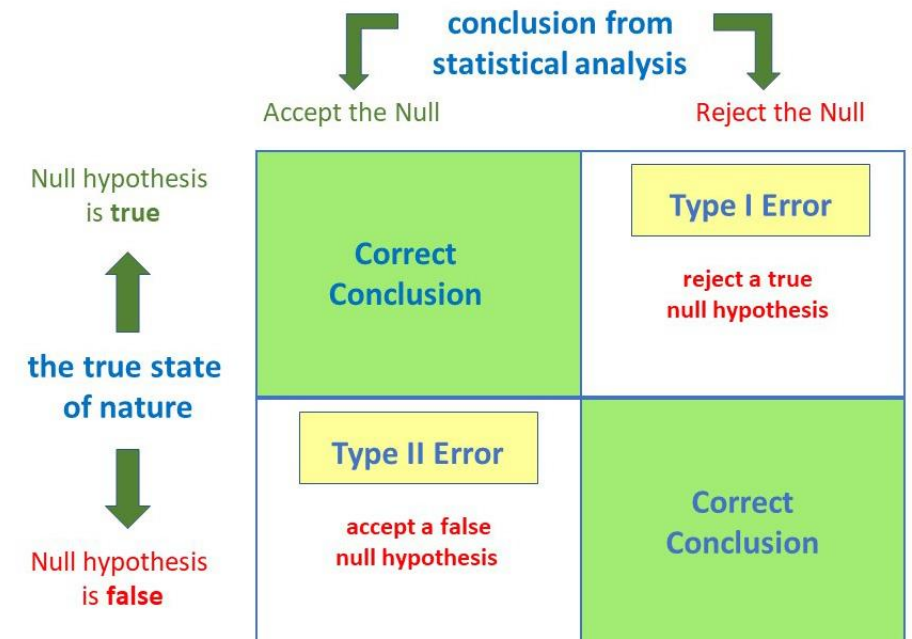 conclusion from
statistical analysis
Accept the Null
Reject the Null
Null hypothesis
is true
Correct
Conclusion
Type I Error
reject a true
null hypothesis
the true state
of nature
Type II Error
accept a false
null hypothesis
Correct
Conclusion
Null hypothesis
is false